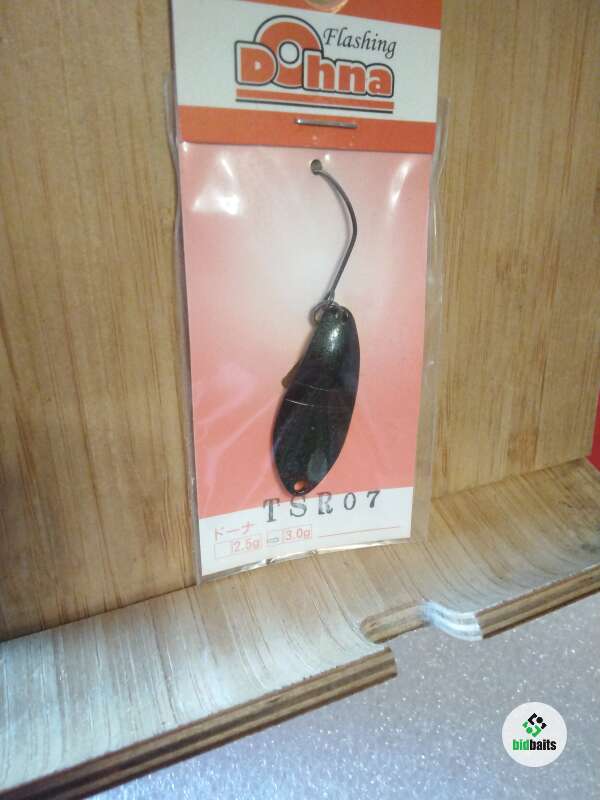 Flashing
Dohna
TSR07
ドーナ
2.5g 3.0g
bidbaits